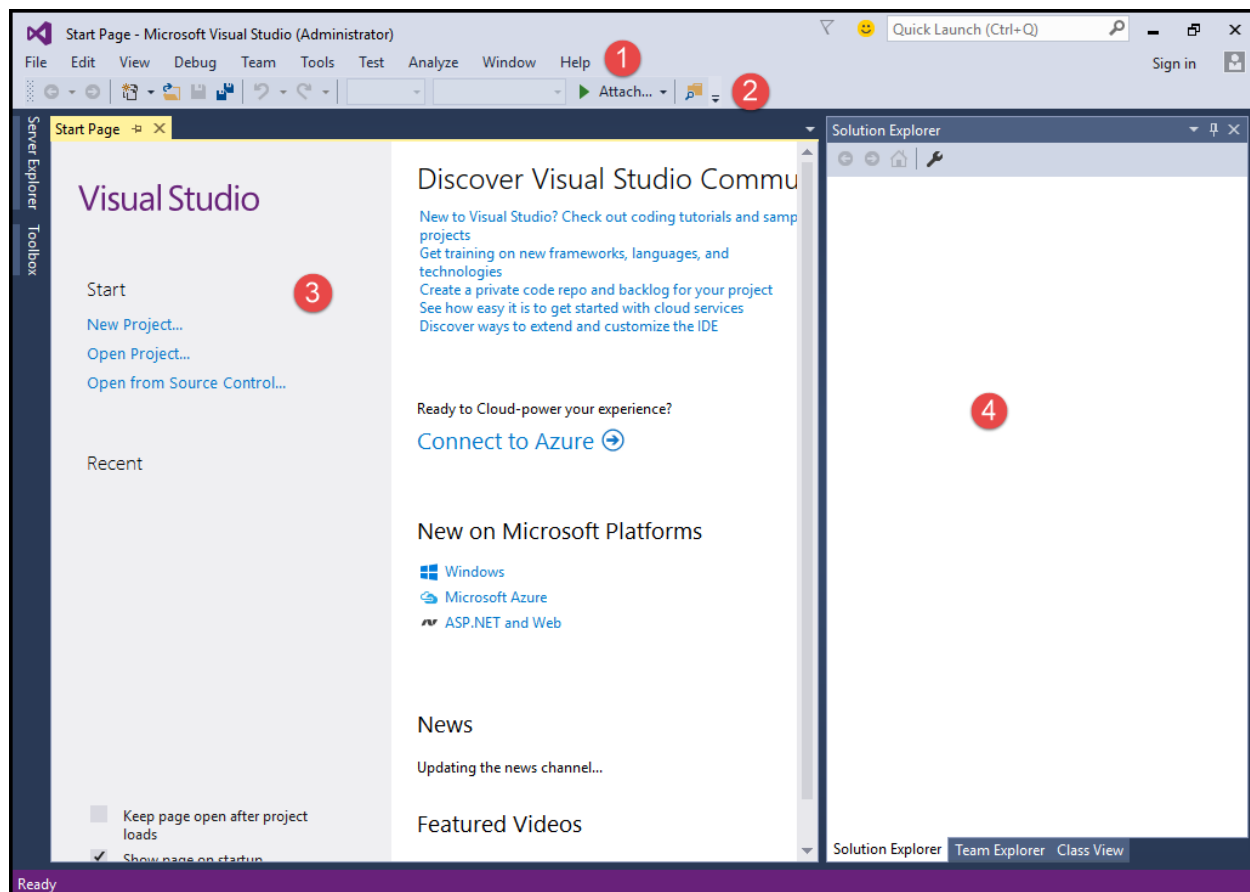 Start Page - Microsoft Visual Studio (Administrator)
Quick Launch (Ctrl+Q)
File Edit View Debug Team Tools Test Analyze Window Help
1
Sign in
Attach...
2
Server Explorer
Toolbox
Start Page
Visual Studio
Start
3
New Project...
Open Project...
Open from Source Control...
Recent
Keep page open after project
loads
Show page on startup
Discover Visual Studio Commu
New to Visual Studio? Check out coding tutorials and samp
projects
Get training on new frameworks, languages, and
technologies
Create a private code repo and backlog for your project
See how easy it is to get started with cloud services
Discover ways to extend and customize the IDE
Ready to Cloud-power your experience?
Connect to Azure
New on Microsoft Platforms
Windows
Microsoft Azure
ASP.NET and Web
News
Updating the news channel...
Featured Videos
Solution Explorer
4
Solution Explorer Team Explorer Class View
Ready